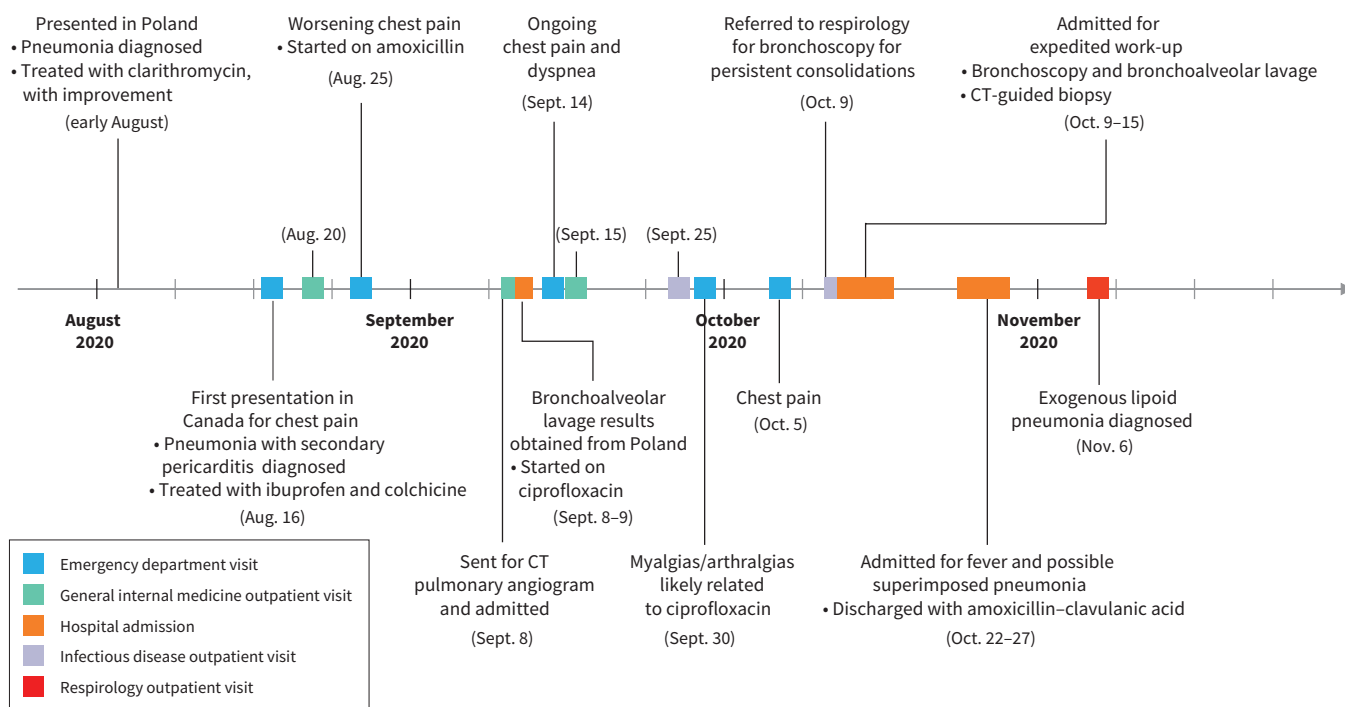 Presented in Poland
• Pneumonia diagnosed
• Treated with clarithromycin,
with improvement
(early August)
Worsening chest pain
• Started on amoxicillin
(Aug. 25)
Ongoing
chest pain and
dyspnea
(Sept. 14)
Referred to respirology
for bronchoscopy for
persistent consolidations
(Oct. 9)
Admitted for
expedited work-up
• Bronchoscopy and bronchoalveolar lavage
• CT-guided biopsy
(Oct. 9–15)
(Aug. 20)
(Sept. 15)
(Sept. 25)
August
2020
September
2020
October
2020
November
2020
First presentation in
Canada for chest pain
• Pneumonia with secondary
pericarditis diagnosed
• Treated with ibuprofen and colchicine
(Aug. 16)
Bronchoalveolar
lavage results
obtained from Poland
• Started on
ciprofloxacin
(Sept. 8–9)
Chest pain
(Oct. 5)
Exogenous lipoid
pneumonia diagnosed
(Nov. 6)
Sent for CT
pulmonary angiogram
and admitted
(Sept. 8)
Myalgias/arthralgias
likely related
to ciprofloxacin
(Sept. 30)
Admitted for fever and possible
superimposed pneumonia
• Discharged with amoxicillin–clavulanic acid
(Oct. 22–27)
Emergency department visit
General internal medicine outpatient visit
Hospital admission
Infectious disease outpatient visit
Respirology outpatient visit